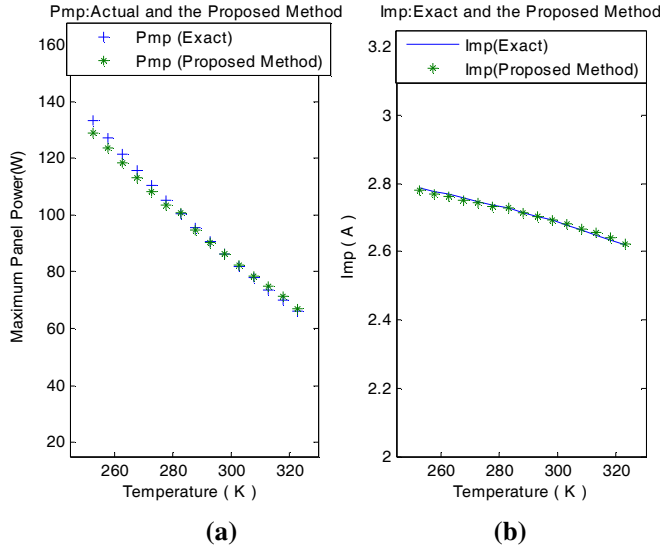 Pmp:Actual and the Proposed Method
Pmp (Exact)
Pmp (Proposed Method)
160
140
120
100
80
60
40
20
Maximum Panel Power(W)
260 280 300 320
Temperature ( K )
(a)
Imp:Exact and the Proposed Method
Imp(Exact)
Imp(Proposed Method)
3.2
3
2.8
2.6
2.4
2.2
2
Imp ( A )
260 280 300 320
Temperature ( K )
(b)